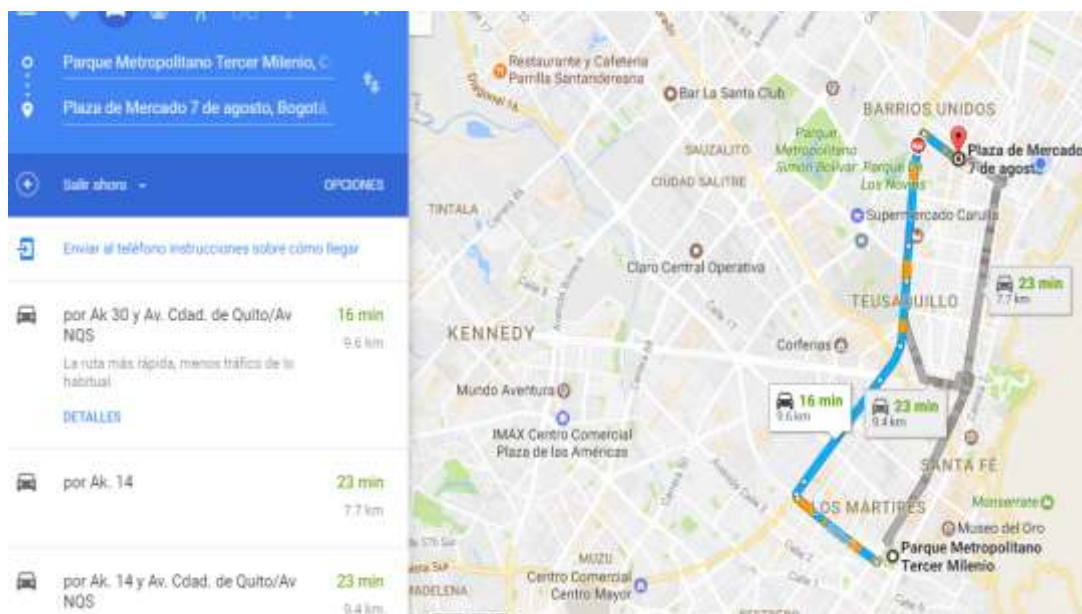 Parque Metropolitano Tercer Milenio, C
Plaza de Mercado 7 de agosto, Bogotá,
Salir ahora
OPCIONES
Enviar al teléfono instrucciones sobre cómo llegar
por Ak 30 y Av. Cdad. de Quito/Av
NQS
16 min
9.6 km
La ruta más rápida, menos tráfico de lo
habitual
DETALLES
por Ak. 14
23 min
7.7 km
por Ak. 14 y Av. Cdad. de Quito/Av
NQS
23 min
9.4 km
Restaurante y Cafeteria
Parrilla Santandereana
Diagonal 16
Bar La Santa Club
BARRIOS UNIDOS
Parque
Metropolitano
Simón Bolívar
Parque de
Los Novios
Plaza de Mercado
7 de agosto
SAUZALITO
CIUDAD SALITRE
TINTALA
Supermercado Carulla
Claro Central Operativa
23 min
7.7 km
TEUSAQUILLO
KENNEDY
Corferias
Mundo Aventura
16 min
9.6 km
23 min
9.4 km
IMAX Centro Comercial
Plaza de las Américas
SANTA FÉ
LOS MÁRTIRES
Monserrate
Museo del Oro
Parque Metropolitano
Tercer Milenio
MUZU
Centro Comercial
Centro Mayor